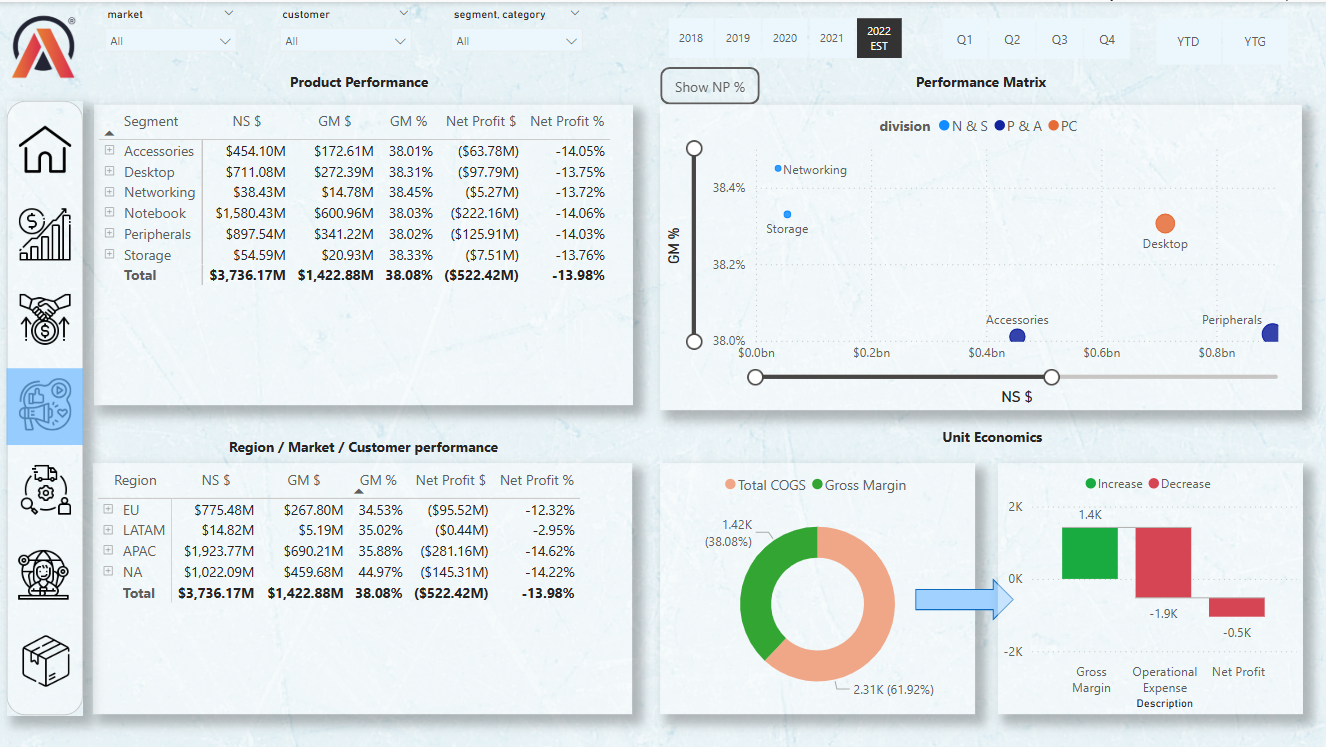 market customer segment, category
All All All
2018 2019 2020 2021 2022 EST Q1 Q2 Q3 Q4 YTD YTG
®
Product Performance
Segment NS $ GM $ GM % Net Profit $ Net Profit %
Accessories $454.10M $172.61M 38.01% ($63.78M) -14.05%
Desktop $711.08M $272.39M 38.31% ($97.79M) -13.75%
Networking $38.43M $14.78M 38.45% ($5.27M) -13.72%
Notebook $1,580.43M $600.96M 38.03% ($222.16M) -14.06%
Peripherals $897.54M $341.22M 38.02% ($125.91M) -14.03%
Storage $54.59M $20.93M 38.33% ($7.51M) -13.76%
Total $3,736.17M $1,422.88M 38.08% ($522.42M) -13.98%
Show NP %
Performance Matrix
division N & S P & A PC
GM %
38.4%
38.2%
38.0%
Networking
Storage
Desktop
Accessories
Peripherals
$0.0bn $0.2bn $0.4bn $0.6bn $0.8bn
NS $
Region / Market / Customer performance
Region NS $ GM $ GM % Net Profit $ Net Profit %
EU $775.48M $267.80M 34.53% ($95.52M) -12.32%
LATAM $14.82M $5.19M 35.02% ($0.44M) -2.95%
APAC $1,923.77M $690.21M 35.88% ($281.16M) -14.62%
NA $1,022.09M $459.68M 44.97% ($145.31M) -14.22%
Total $3,736.17M $1,422.88M 38.08% ($522.42M) -13.98%
Unit Economics
Total COGS Gross Margin
1.42K
(38.08%)
2.31K (61.92%)
Increase Decrease
2K
0K
-2K
1.4K
-1.9K
-0.5K
Gross Margin
Operational Expense
Net Profit
Description